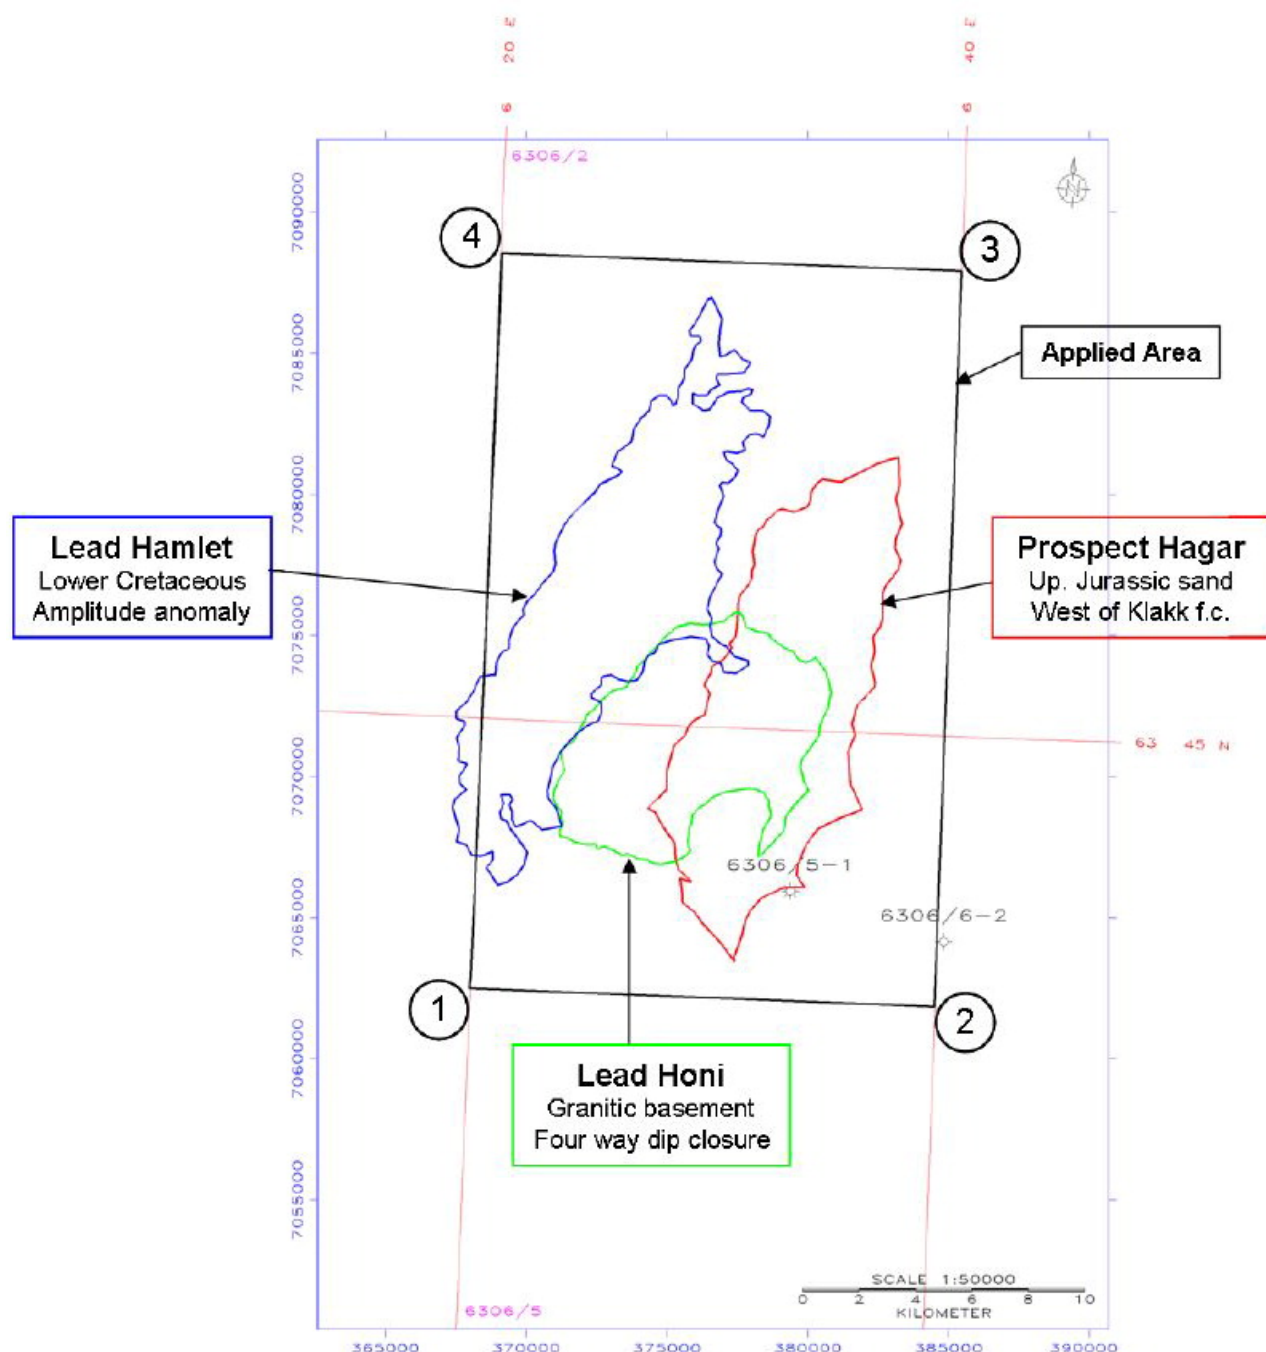 6 20 E
6 40 E
6306/2
4
3
7090000
7085000
7080000
7075000
7070000
7065000
7060000
7055000
N
Applied Area
Lead Hamlet
Lower Cretaceous
Amplitude anomaly
Prospect Hagar
Up. Jurassic sand
West of Klakk f.c.
63 45 N
6306/5-1
6306/6-2
1
2
Lead Honi
Granitic basement
Four way dip closure
6306/5
SCALE 1:50000
0 2 4 6 8 10
KILOMETER
365000 370000 375000 380000 385000 390000